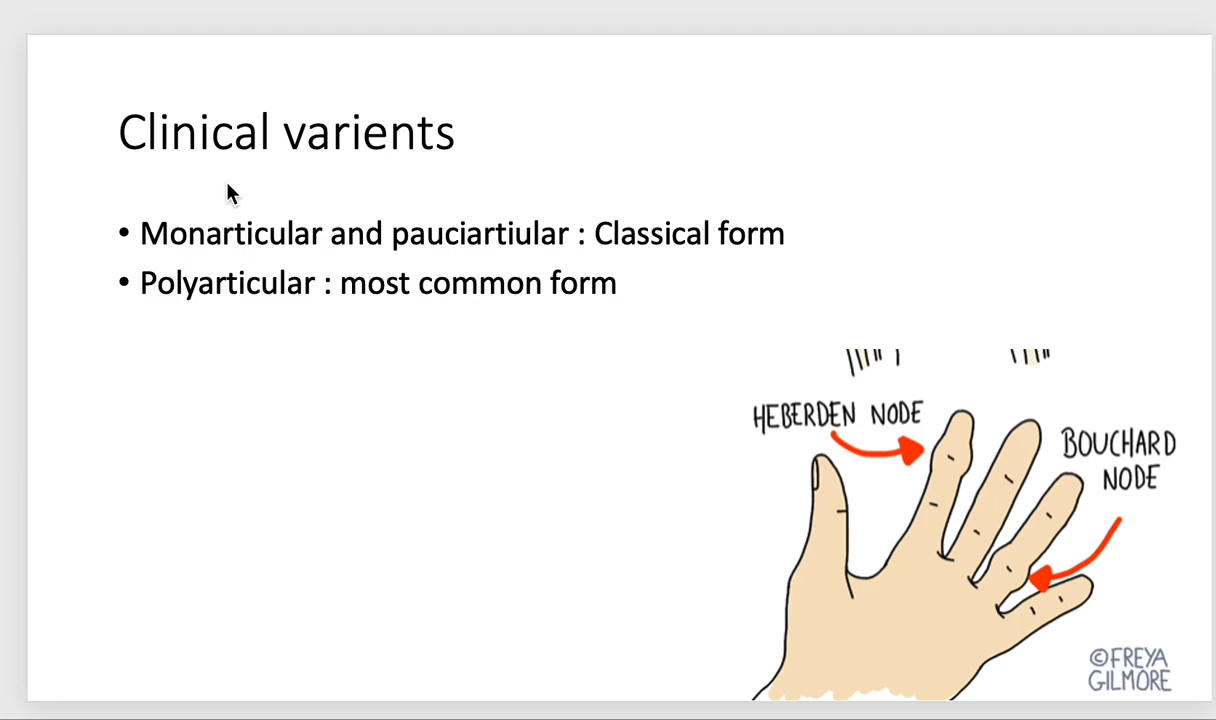 Clinical varients
• Monarticular and pauciartiular : Classical form
• Polyarticular : most common form
HEBERDEN NODE
BOUCHARD
NODE
©FREYA
GILMORE